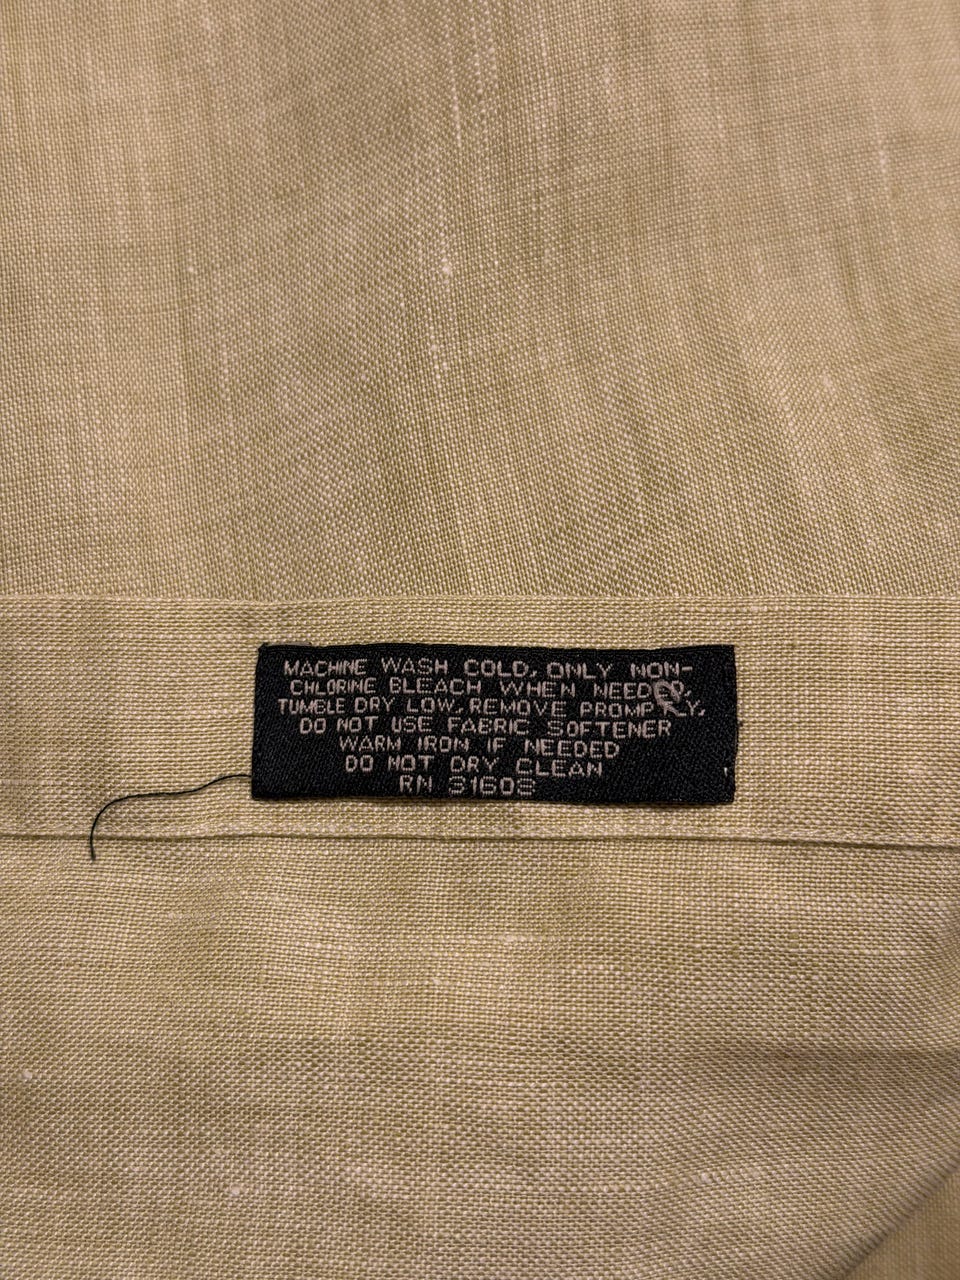 MACHINE WASH COLD, ONLY NON-
CHLORINE BLEACH WHEN NEEDED,
TUMBLE DRY LOW, REMOVE PROMPTLY,
DO NOT USE FABRIC SOFTENER
WARM IRON IF NEEDED
DO NOT DRY CLEAN
RN